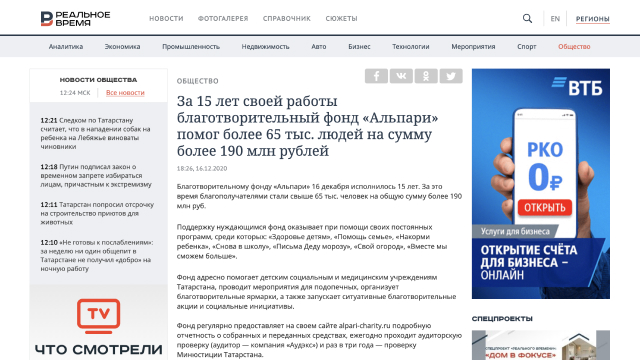 РЕАЛЬНОЕ
ВРЕМЯ
НОВОСТИ ФОТОГАЛЕРЕЯ СПРАВОЧНИК СЮЖЕТЫ
EN РЕГИОНЫ
Аналитика Экономика Промышленность Недвижимость Авто Бизнес Технологии Мероприятия Спорт Общество
НОВОСТИ ОБЩЕСТВА
12:24 МСК Все новости
12:21 Следком по Татарстану
считает, что в нападении собак на
ребенка на Лебяжье виноваты
чиновники
12:18 Путин подписал закон о
временном запрете избираться
лицам, причастным к экстремизму
12:11 Татарстан попросил отсрочку
на строительство приютов для
животных
12:10 «Не готовы к послаблениям»:
за неделю ни один общепит в
Татарстане не получил «добро» на
ночную работу
TV
ЧТО СМОТРЕЛИ
ОБЩЕСТВО
За 15 лет своей работы
благотворительный фонд «Альпари»
помог более 65 тыс. людей на сумму
более 190 млн рублей
18:26, 16.12.2020
Благотворительному фонду «Альпари» 16 декабря исполнилось 15 лет. За это
время благополучателями стали свыше 65 тыс. человек на общую сумму более 190
млн руб.
Поддержку нуждающимся фонд оказывает при помощи своих постоянных
программ, среди которых: «Здоровье детям», «Помощь семье», «Накорми
ребенка», «Снова в школу», «Письма Деду морозу», «Свой огород», «Вместе мы
сможем больше».
Фонд адресно помогает детским социальным и медицинским учреждениям
Татарстана, проводит мероприятия для подопечных, организует
благотворительные ярмарки, а также запускает ситуативные благотворительные
акции и социальные инициативы.
Фонд регулярно предоставляет на своем сайте alpari-charity.ru подробную
отчетность о собранных и переданных средствах, ежегодно проходит аудиторскую
проверку (аудитор — компания «Аудэкс») и раз в три года — проверку
Минюстиции Татарстана.
ВТБ
РКО
0₽
ОТКРЫТЬ
Услуги для бизнеса
ОТКРЫТИЕ СЧЁТА
ДЛЯ БИЗНЕСА –
ОНЛАЙН
СПЕЦПРОЕКТЫ
СПЕЦПРОЕКТ «РЕАЛЬНОГО ВРЕМЕНИ»
«ДОМ В ФОКУСЕ»